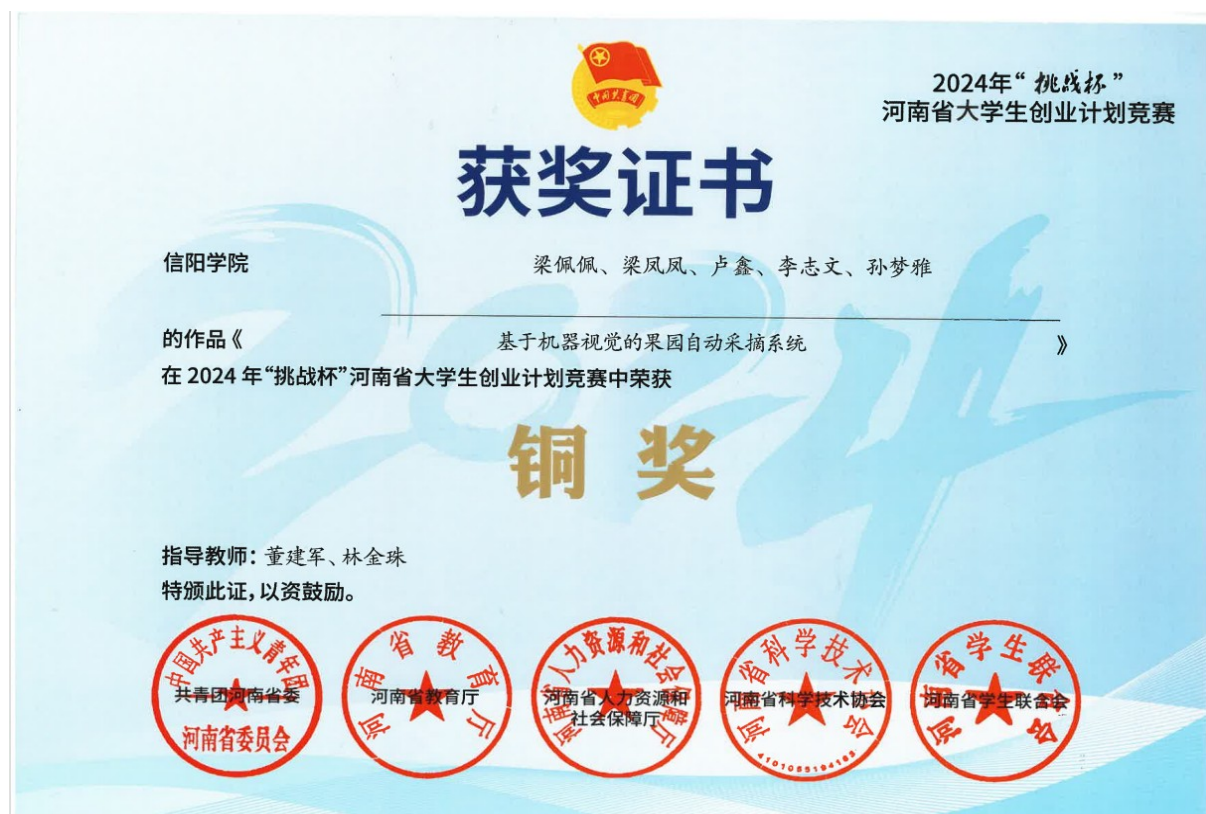 中国共青团
2024年“挑战杯”
河南省大学生创业计划竞赛
获奖证书
信阳学院
梁佩佩、梁凤凤、卢鑫、李志文、孙梦雅
的作品《 基于机器视觉的果园自动采摘系统 》
在 2024 年“挑战杯”河南省大学生创业计划竞赛中荣获
铜 奖
指导教师：董建军、林金珠
特颁此证，以资鼓励。
中国共产主义青年团
共青团河南省委
河南省委员会
河南省教育厅
河南省教育厅
河南省人力资源和社会保障厅
河南省人力资源和
社会保障厅
河南省科学技术协会
河南省科学技术协会
4101055194183
河南省学生联合会
河南省学生联合会
2024